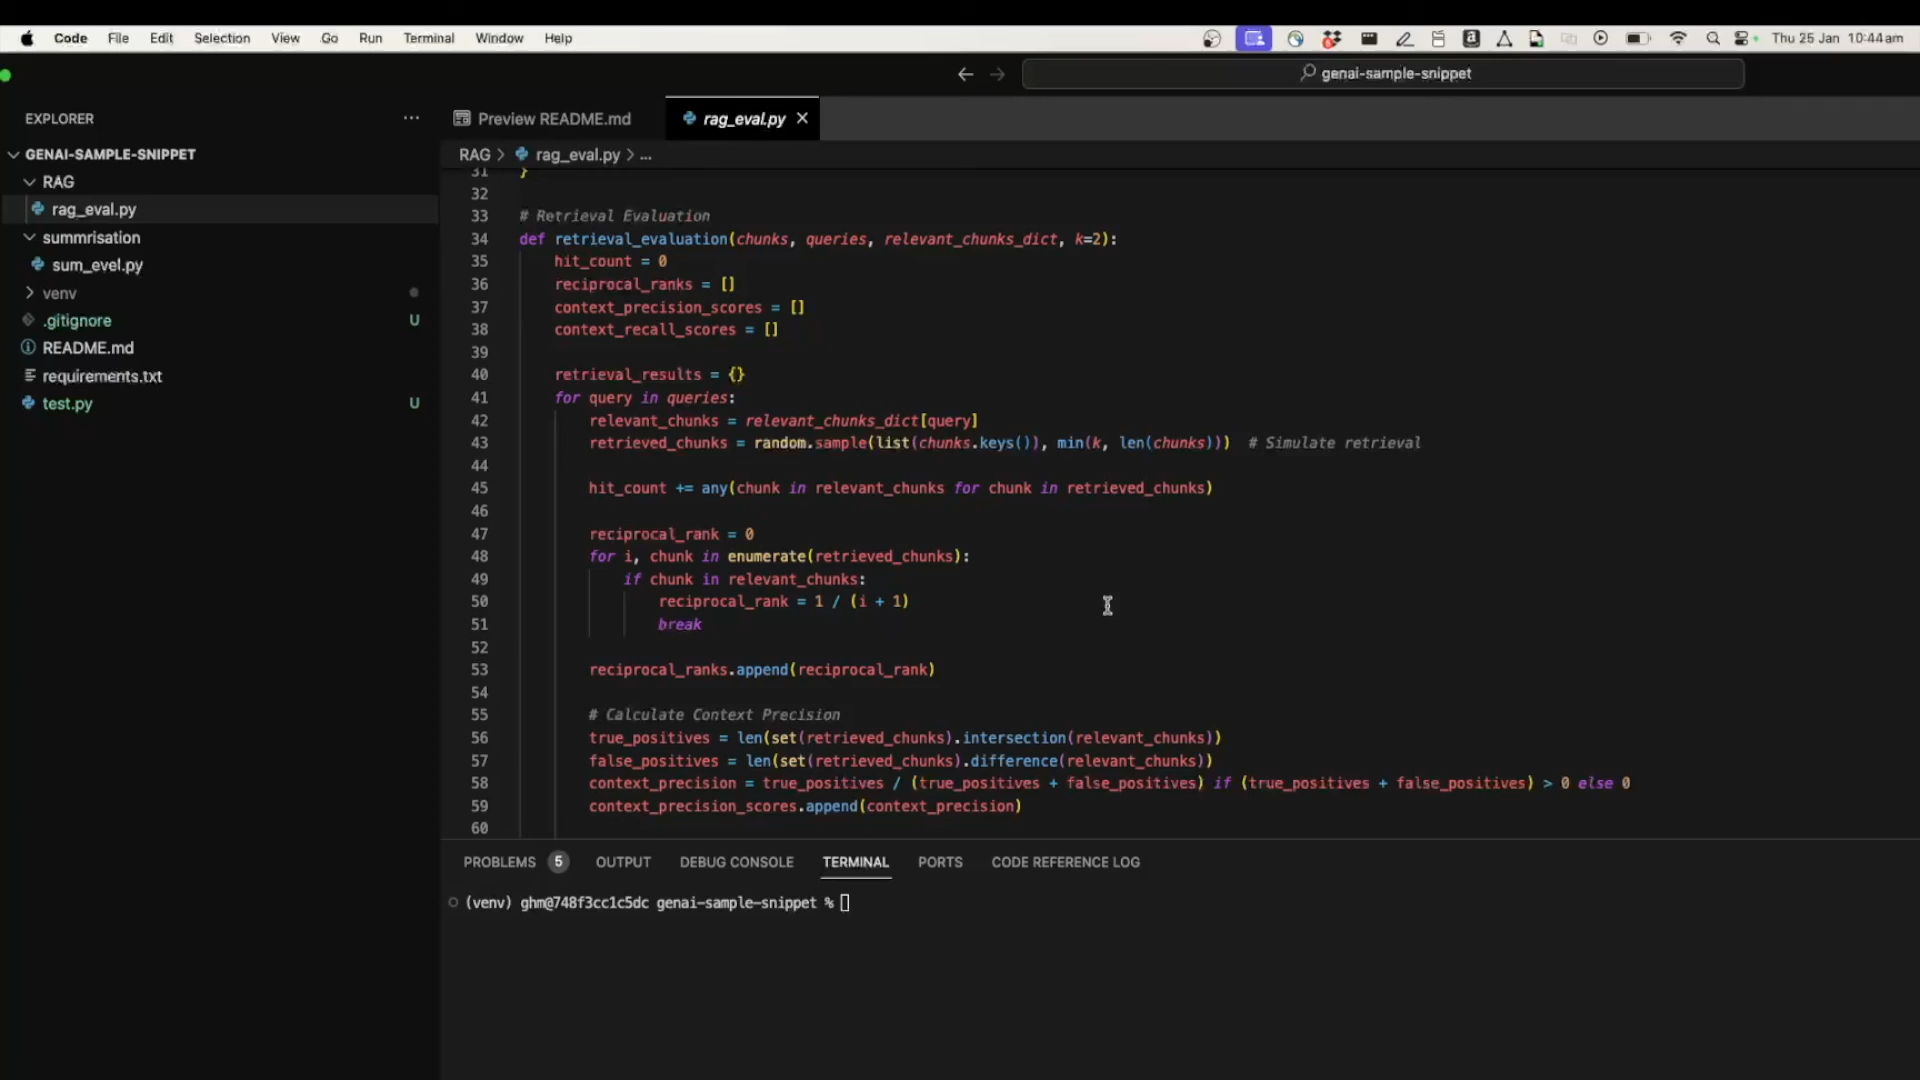 Code File Edit Selection View Go Run Terminal Window Help Thu 25 Jan 10:44am
genai-sample-snippet
EXPLORER ...
GENAI-SAMPLE-SNIPPET
RAG
rag_eval.py
summrisation
sum_evel.py
venv
.gitignore U
README.md
requirements.txt
test.py U
Preview README.md rag_eval.py
RAG > rag_eval.py > ...
31 }
32
33 # Retrieval Evaluation
34 def retrieval_evaluation(chunks, queries, relevant_chunks_dict, k=2):
35 hit_count = 0
36 reciprocal_ranks = []
37 context_precision_scores = []
38 context_recall_scores = []
39
40 retrieval_results = {}
41 for query in queries:
42 relevant_chunks = relevant_chunks_dict[query]
43 retrieved_chunks = random.sample(list(chunks.keys()), min(k, len(chunks))) # Simulate retrieval
44
45 hit_count += any(chunk in relevant_chunks for chunk in retrieved_chunks)
46
47 reciprocal_rank = 0
48 for i, chunk in enumerate(retrieved_chunks):
49 if chunk in relevant_chunks:
50 reciprocal_rank = 1 / (i + 1)
51 break
52
53 reciprocal_ranks.append(reciprocal_rank)
54
55 # Calculate Context Precision
56 true_positives = len(set(retrieved_chunks).intersection(relevant_chunks))
57 false_positives = len(set(retrieved_chunks).difference(relevant_chunks))
58 context_precision = true_positives / (true_positives + false_positives) if (true_positives + false_positives) > 0 else 0
59 context_precision_scores.append(context_precision)
60
PROBLEMS 5 OUTPUT DEBUG CONSOLE TERMINAL PORTS CODE REFERENCE LOG
(venv) ghm@748f3cc1c5dc genai-sample-snippet %